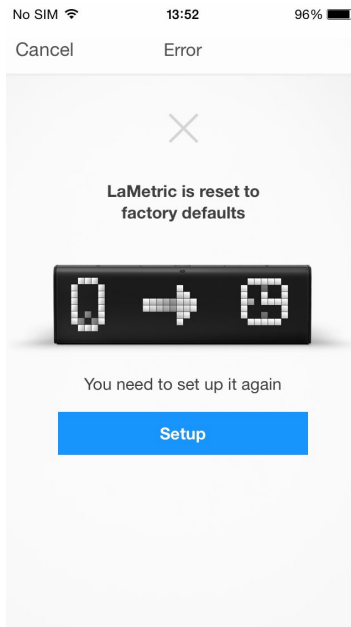 No SIM 13:52 96%
Cancel Error
LaMetric is reset to
factory defaults
You need to set up it again
Setup